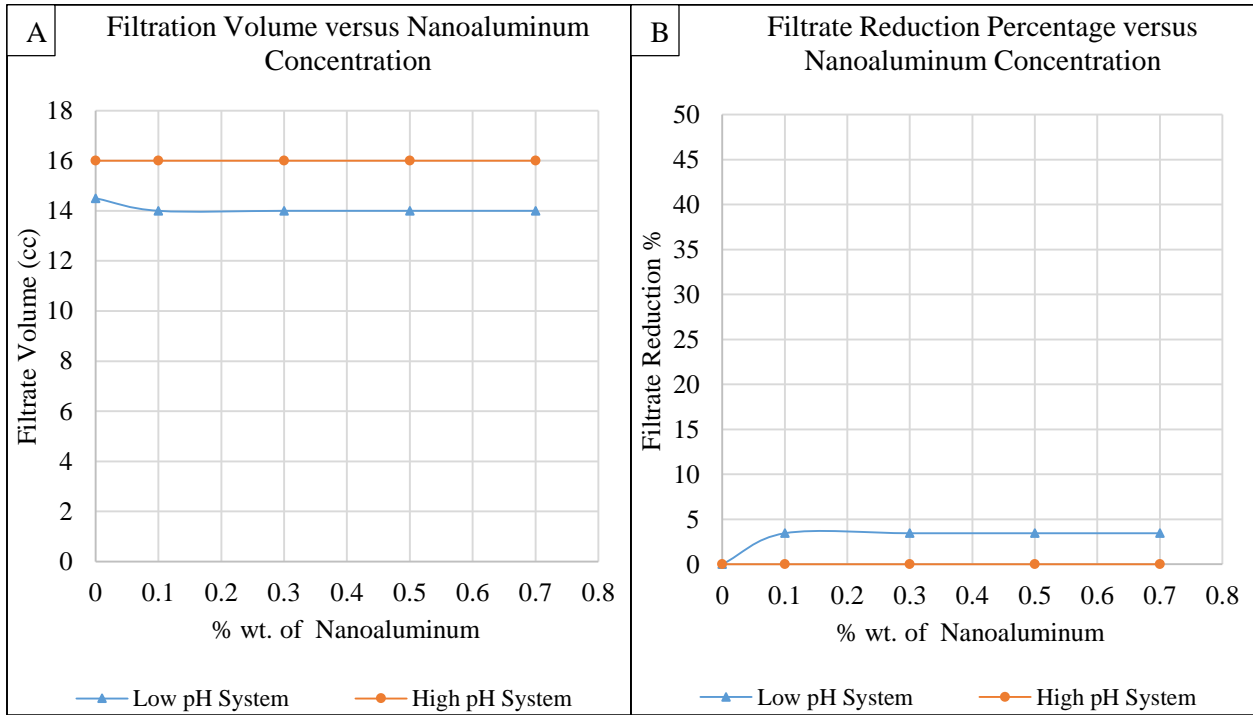 A
Filtration Volume versus Nanoaluminum
Concentration
18
16
14
12
10
8
6
4
2
0
Filtrate Volume (cc)
0 0.1 0.2 0.3 0.4 0.5 0.6 0.7 0.8
% wt. of Nanoaluminum
Low pH System High pH System
B
Filtrate Reduction Percentage versus
Nanoaluminum Concentration
50
45
40
35
30
25
20
15
10
5
0
Filtrate Reduction %
0 0.1 0.2 0.3 0.4 0.5 0.6 0.7 0.8
% wt. of Nanoaluminum
Low pH System High pH System